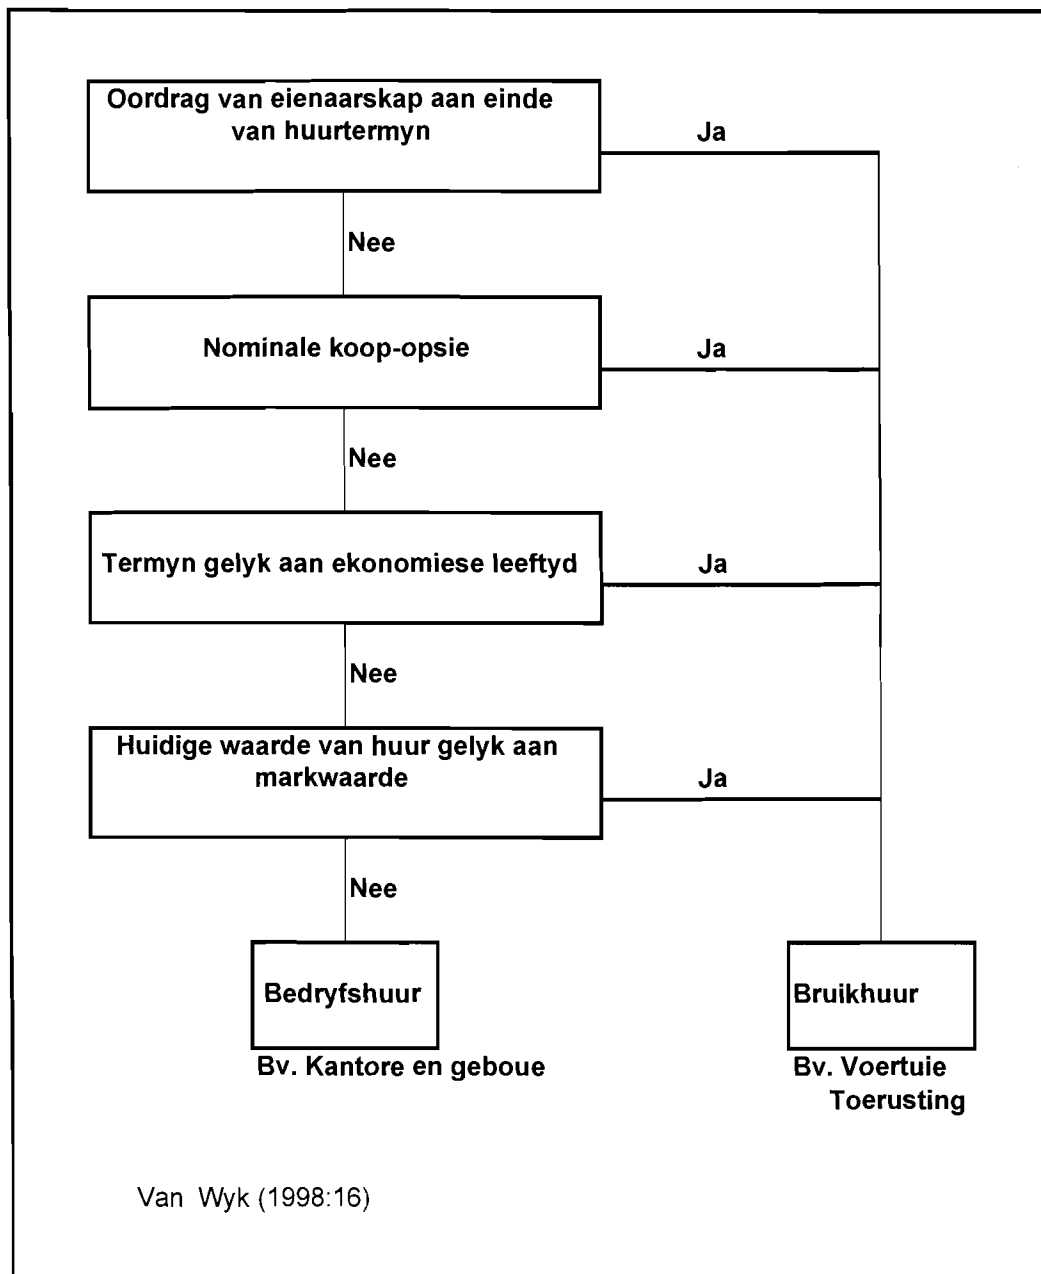 Oordrag van eienaarskap aan einde
van huurtermyn
Ja
Nee
Nominale koop-opsie
Ja
Nee
Termyn gelyk aan ekonomiese leeftyd
Ja
Nee
Huidige waarde van huur gelyk aan
markwaarde
Ja
Nee
Bedryfshuur
Bruikhuur
Bv. Kantore en geboue
Bv. Voertuie
Toerusting
Van Wyk (1998:16)